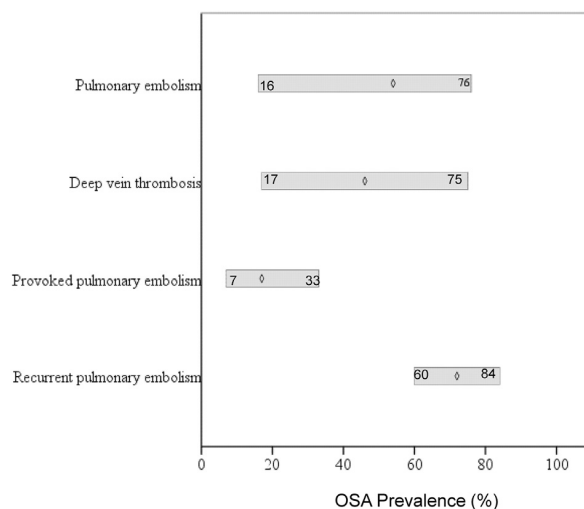 Pulmonary embolism 16 76
Deep vein thrombosis 17 75
Provoked pulmonary embolism 7 33
Recurrent pulmonary embolism 60 84
0 20 40 60 80 100
OSA Prevalence (%)